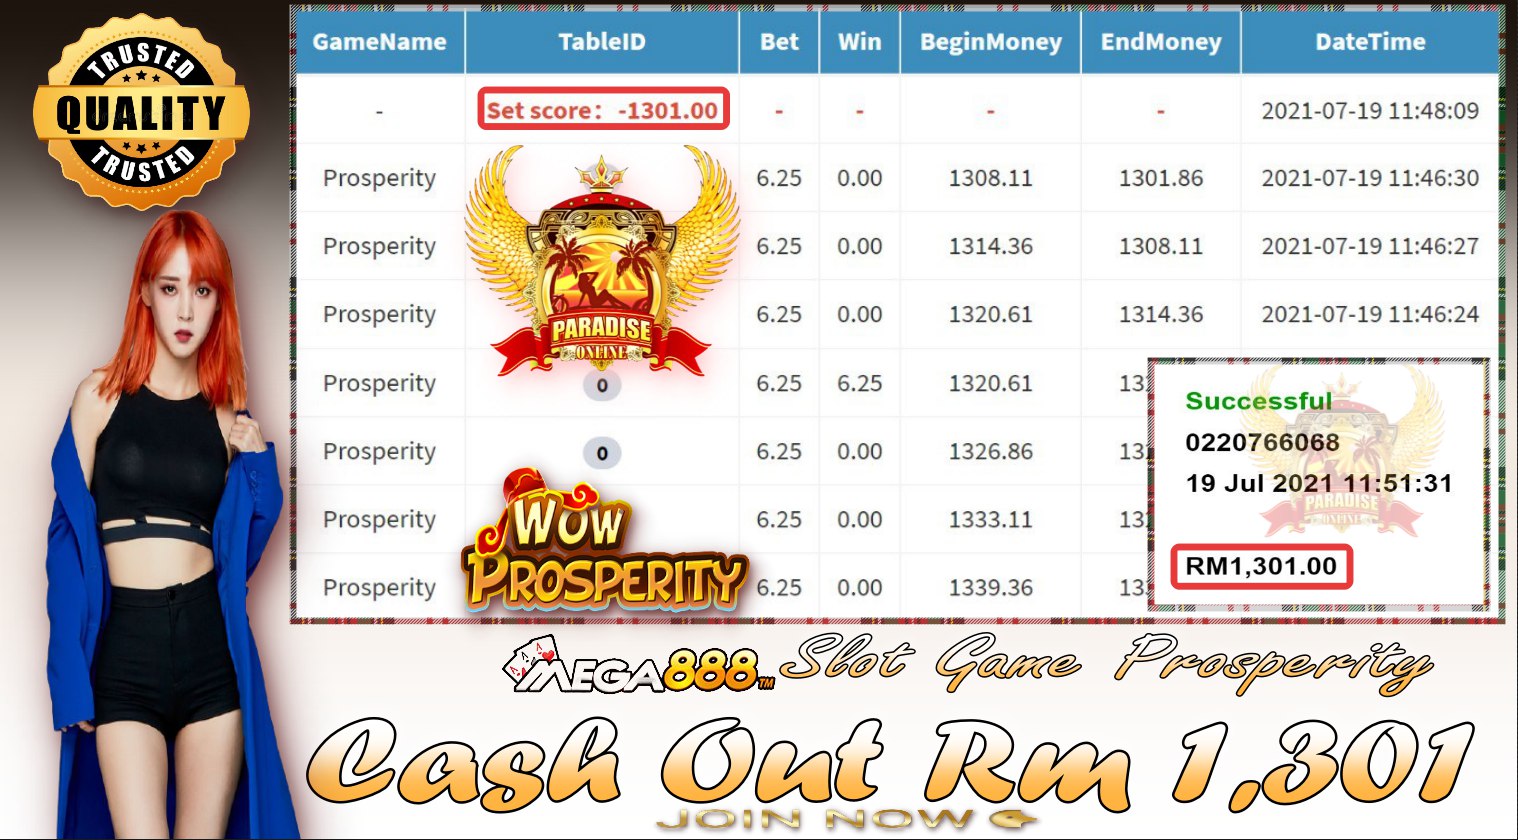 TRUSTED
QUALITY
TRUSTED
GameName TableID Bet Win BeginMoney EndMoney DateTime
- Set score： -1301.00 - - - - 2021-07-19 11:48:09
Prosperity 6.25 0.00 1308.11 1301.86 2021-07-19 11:46:30
Prosperity 6.25 0.00 1314.36 1308.11 2021-07-19 11:46:27
Prosperity 6.25 0.00 1320.61 1314.36 2021-07-19 11:46:24
PARADISE
ONLINE
Prosperity 0 6.25 6.25 1320.61
Prosperity 0 6.25 0.00 1326.86
Prosperity 6.25 0.00 1333.11
Prosperity 6.25 0.00 1339.36
WOW
PROSPERITY
Successful
0220766068
19 Jul 2021 11:51:31
PARADISE
ONLINE
RM1,301.00
MEGA888™ Slot Game Prosperity
Cash Out Rm 1,301
JOIN NOW